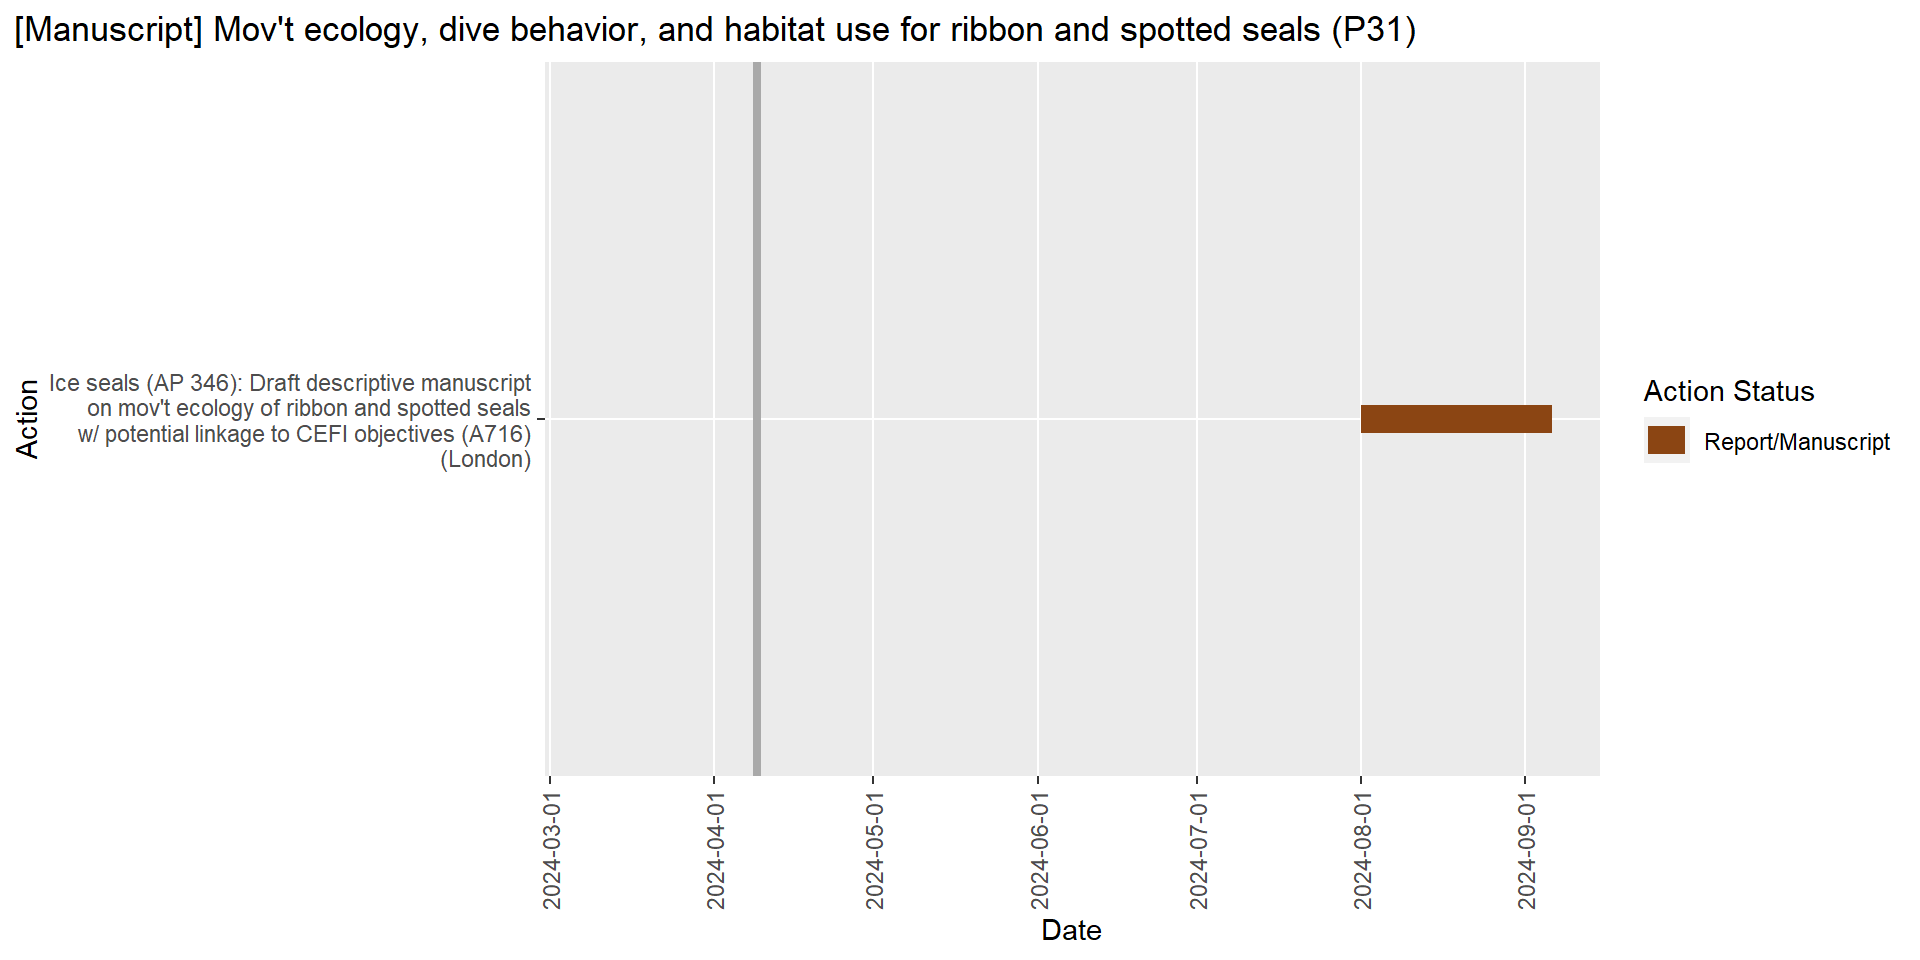 [Manuscript] Mov't ecology, dive behavior, and habitat use for ribbon and spotted seals (P31)
Action
Ice seals (AP 346): Draft descriptive manuscript
on mov't ecology of ribbon and spotted seals
w/ potential linkage to CEFI objectives (A716)
(London)
Action Status
Report/Manuscript
2024-03-01
2024-04-01
2024-05-01
2024-06-01
2024-07-01
2024-08-01
2024-09-01
Date